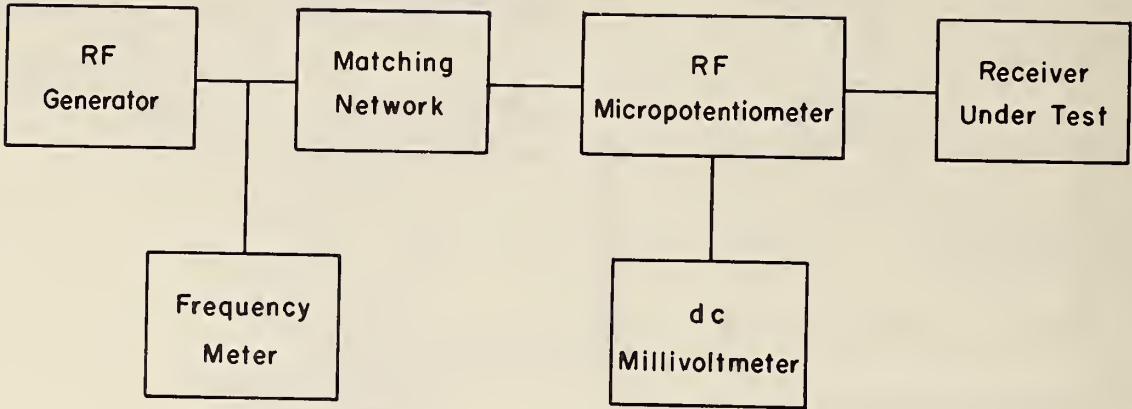 RF
Generator
Matching
Network
RF
Micropotentiometer
Receiver
Under Test
Frequency
Meter
dc
Millivoltmeter